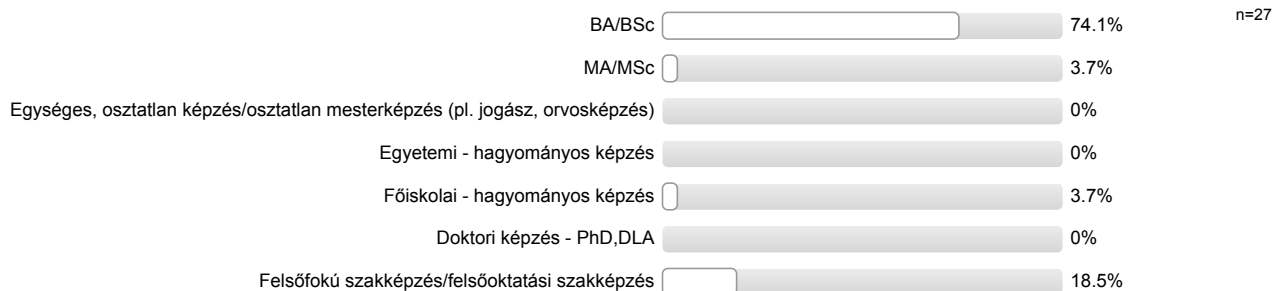 BA/BSc 74.1% n=27
MA/MSc 3.7%
Egységes, osztatlan képzés/osztatlan mesterképzés (pl. jogász, orvosképzés) 0%
Egyetemi - hagyományos képzés 0%
Főiskolai - hagyományos képzés 3.7%
Doktori képzés - PhD,DLA 0%
Felsőfokú szakképzés/felsőoktatási szakképzés 18.5%